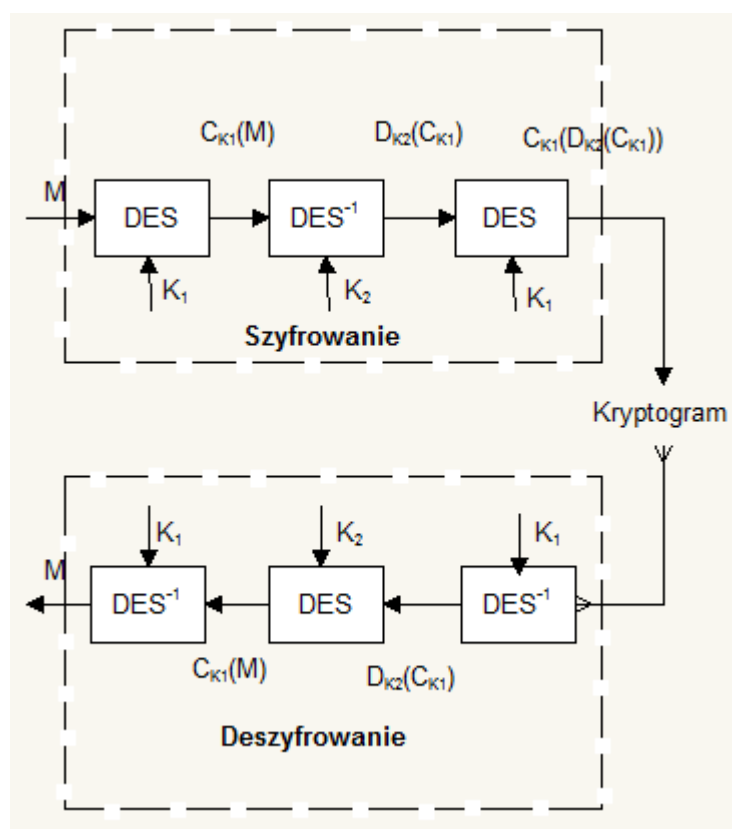 C_K1(M) D_K2(C_K1) C_K1(D_K2(C_K1))
M DES DES⁻¹ DES
K₁ K₂ K₁
Szyfrowanie
Kryptogram
K₁ K₂ K₁
M DES⁻¹ DES DES⁻¹
C_K1(M) D_K2(C_K1)
Deszyfrowanie